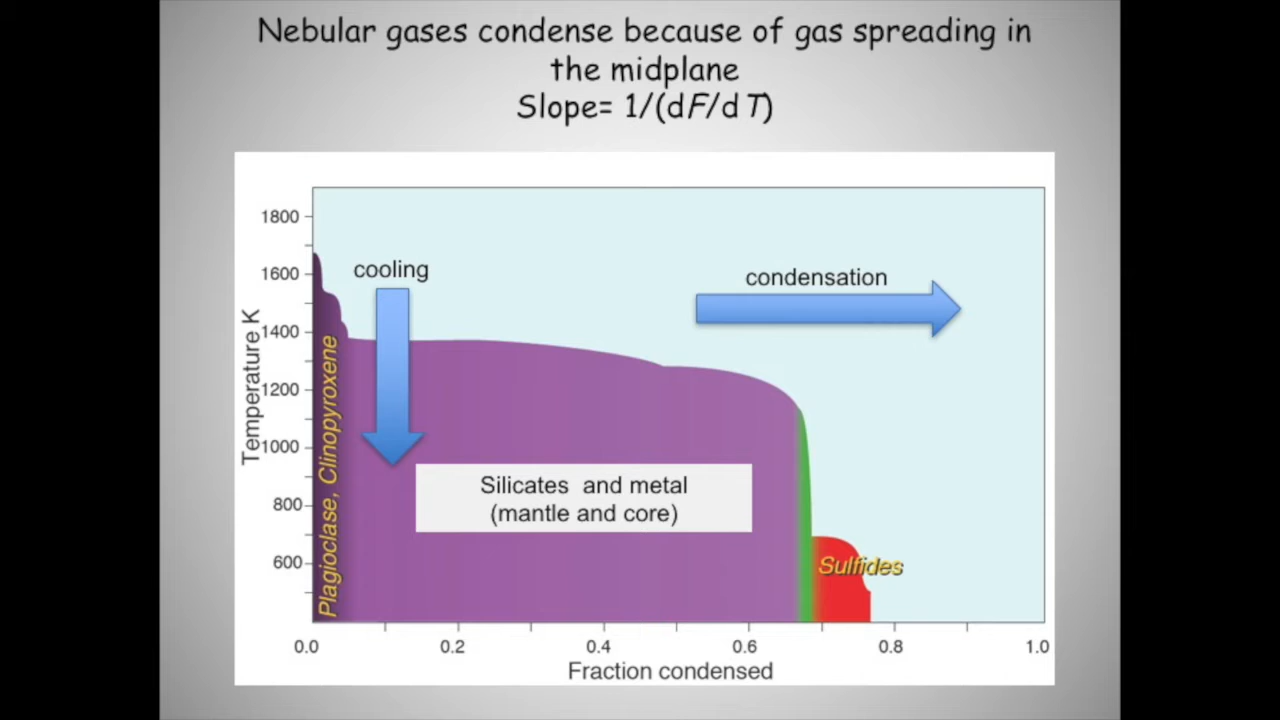 Nebular gases condense because of gas spreading in
the midplane
Slope= 1/(dF/dT)
1800
1600
1400
1200
1000
800
600
Temperature K
cooling
condensation
Plagioclase, Clinopyroxene
Silicates and metal
(mantle and core)
Sulfides
0.0 0.2 0.4 0.6 0.8 1.0
Fraction condensed